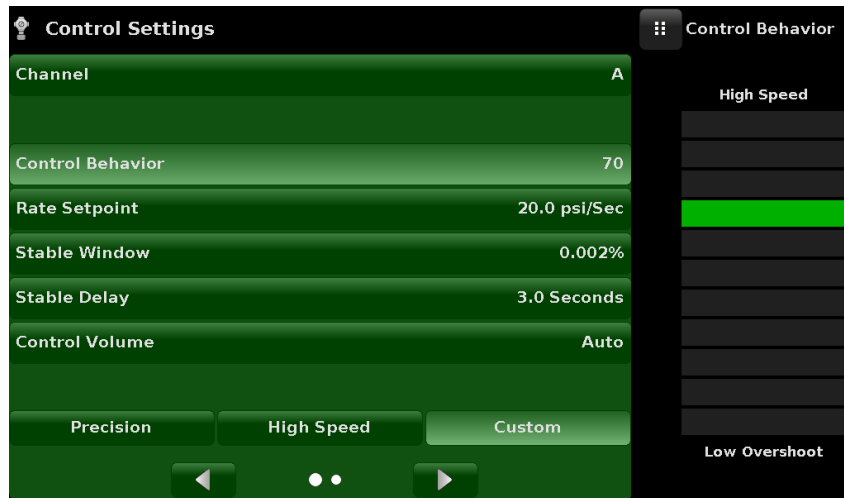 Control Settings
Channel A
Control Behavior 70
Rate Setpoint 20.0 psi/Sec
Stable Window 0.002%
Stable Delay 3.0 Seconds
Control Volume Auto
Precision High Speed Custom
Control Behavior
High Speed
Low Overshoot